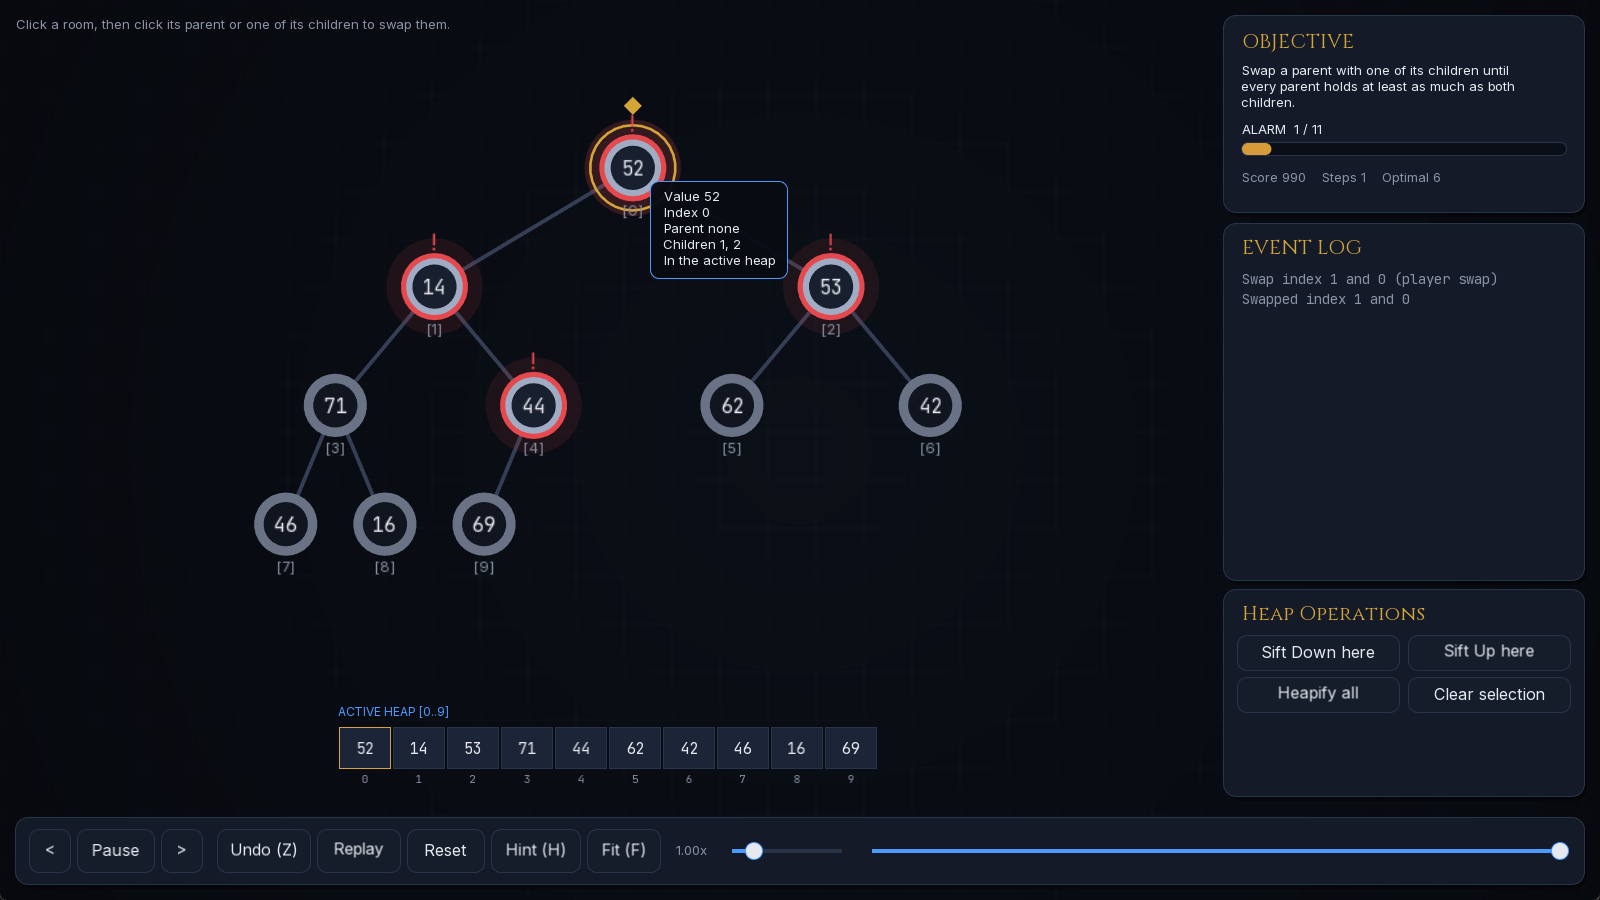 Click a room, then click its parent or one of its children to swap them.
52
[0]
Value 52
Index 0
Parent none
Children 1, 2
In the active heap
14
[1]
53
[2]
71
[3]
44
[4]
62
[5]
42
[6]
46
[7]
16
[8]
69
[9]
ACTIVE HEAP [0..9]
52 14 53 71 44 62 42 46 16 69
0 1 2 3 4 5 6 7 8 9
OBJECTIVE
Swap a parent with one of its children until
every parent holds at least as much as both
children.
ALARM 1 / 11
Score 990 Steps 1 Optimal 6
EVENT LOG
Swap index 1 and 0 (player swap)
Swapped index 1 and 0
Heap Operations
Sift Down here Sift Up here
Heapify all Clear selection
< Pause > Undo (Z) Replay Reset Hint (H) Fit (F) 1.00x